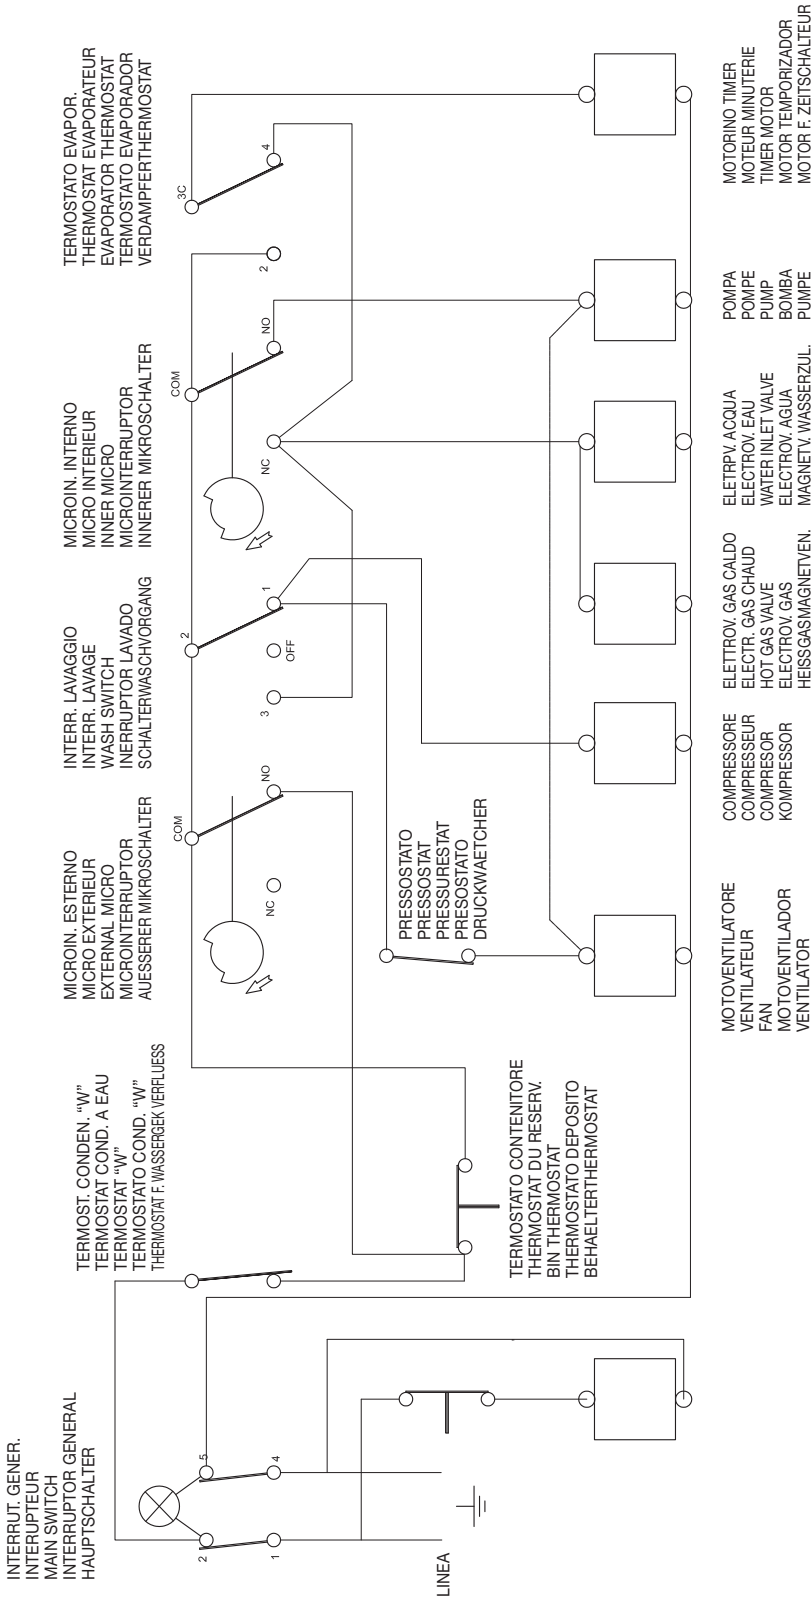 INTERRUT. GENER.
INTERUPTEUR
MAIN SWITCH
INTERRUPTOR GENERAL
HAUPTSCHALTER
TERMOST. CONDEN. “W”
TERMOSTAT COND. A EAU
TERMOSTAT “W”
TERMOSTATO COND. “W”
THERMOSTAT F. WASSERGEK VERFLUESS
MICROIN. ESTERNO
MICRO EXTERIEUR
EXTERNAL MICRO
MICROINTERRUPTOR
AUESSERER MIKROSCHALTER
INTERR. LAVAGGIO
INTERR. LAVAGE
WASH SWITCH
INERRUPTOR LAVADO
SCHALTERWASCHVORGANG
MICROIN. INTERNO
MICRO INTERIEUR
INNER MICRO
MICROINTERRUPTOR
INNERER MIKROSCHALTER
TERMOSTATO EVAPOR.
THERMOSTAT EVAPORATEUR
EVAPORATOR THERMOSTAT
TERMOSTATO EVAPORADOR
VERDAMPFERTHERMOSTAT
2
5
1
4
COM
NC
NO
2
3
OFF
1
COM
NC
NO
2
3C
4
LINEA
TERMOSTATO CONTENITORE
THERMOSTAT DU RESERV.
BIN THERMOSTAT
THERMOSTATO DEPOSITO
BEHAELTERTHERMOSTAT
PRESSOSTATO
PRESSOSTAT
PRESSURESTAT
PRESOSTATO
DRUCKWAETCHER
MOTOVENTILATORE
VENTILATEUR
FAN
MOTOVENTILADOR
VENTILATOR
COMPRESSORE
COMPRESSEUR
COMPRESOR
KOMPRESSOR
ELETTROV. GAS CALDO
ELECTR. GAS CHAUD
HOT GAS VALVE
ELECTROV. GAS
HEISSGASMAGNETVEN.
ELETRPV. ACQUA
ELECTROV. EAU
WATER INLET VALVE
ELECTROV. AGUA
MAGNETV. WASSERZUL.
POMPA
POMPE
PUMP
BOMBA
PUMPE
MOTORINO TIMER
MOTEUR MINUTERIE
TIMER MOTOR
MOTOR TEMPORIZADOR
MOTOR F. ZEITSCHALTEUR